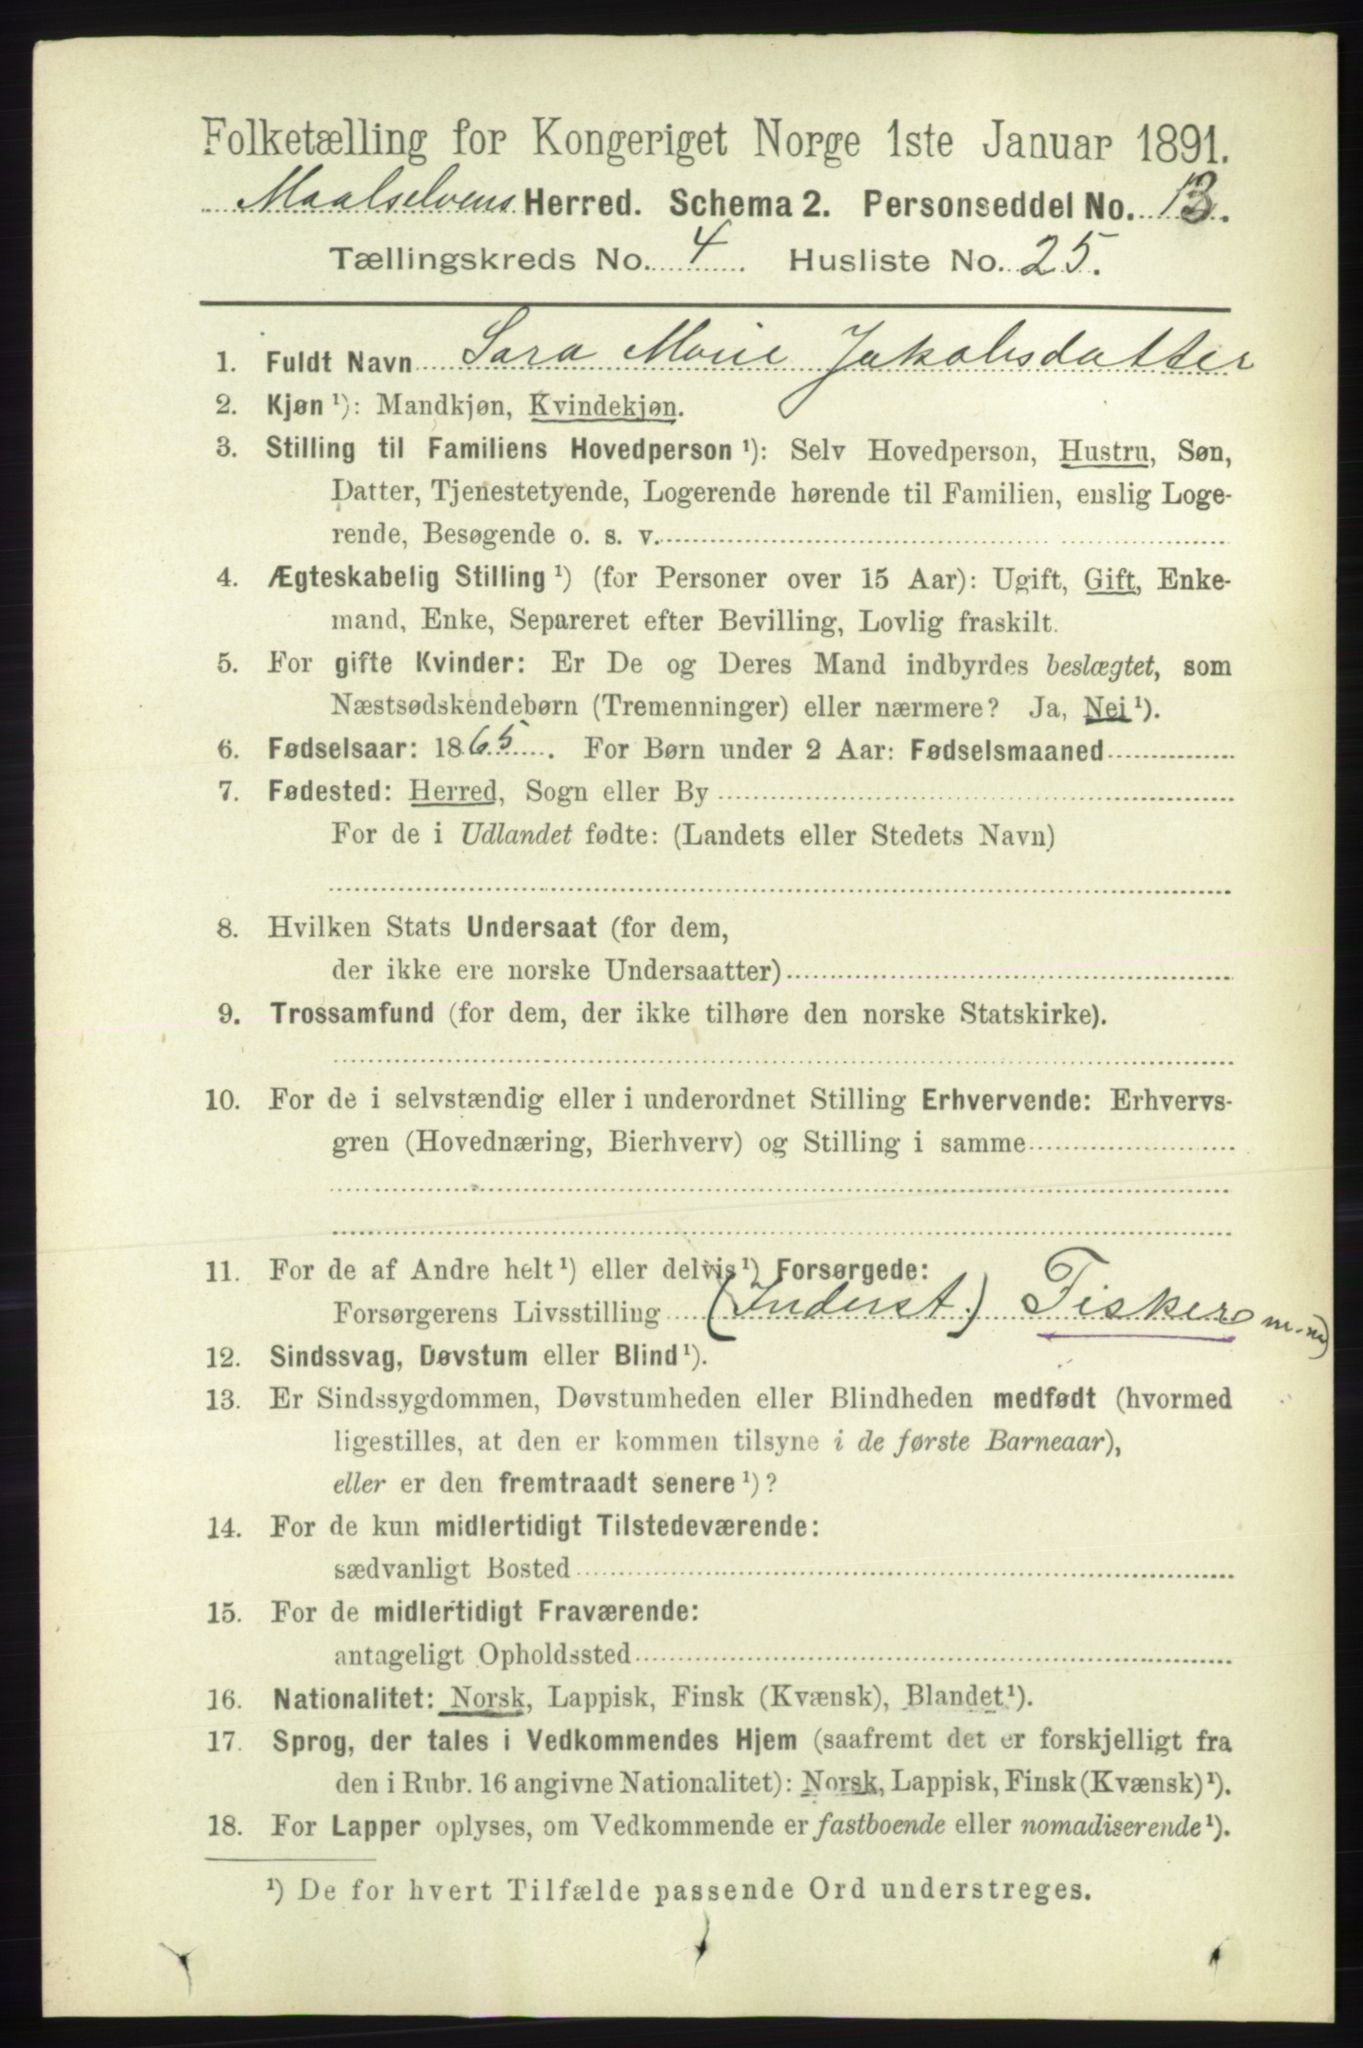 Folketælling for Kongeriget Norge 1ste Januar 1891.
Maalselvens Herred. Schema 2. Personseddel No. 13.
Tællingskreds No. 4. Husliste No. 25.
1. Fuldt Navn Sara Marie Jakobsdatter
2. Kjøn ¹): Mandkjøn, Kvindekjøn.
3. Stilling til Familiens Hovedperson ¹): Selv Hovedperson, Hustru, Søn,
Datter, Tjenestetyende, Logerende hørende til Familien, enslig Loge-
rende, Besøgende o. s. v.
4. Ægteskabelig Stilling ¹) (for Personer over 15 Aar): Ugift, Gift, Enke-
mand, Enke, Separeret efter Bevilling, Lovlig fraskilt.
5. For gifte Kvinder: Er De og Deres Mand indbyrdes beslægtet, som
Næstsødskendebørn (Tremenninger) eller nærmere? Ja, Nei ¹).
6. Fødselsaar: 1865. For Børn under 2 Aar: Fødselsmaaned
7. Fødested: Herred, Sogn eller By
For de i Udlandet fødte: (Landets eller Stedets Navn)
8. Hvilken Stats Undersaat (for dem,
der ikke ere norske Undersaatter)
9. Trossamfund (for dem, der ikke tilhøre den norske Statskirke).
10. For de i selvstændig eller i underordnet Stilling Erhvervende: Erhvervs-
gren (Hovednæring, Bierhverv) og Stilling i samme
11. For de af Andre helt ¹) eller delvis ¹) Forsørgede:
Forsørgerens Livsstilling (Inderst.) Fisker m.m)
12. Sindssvag, Døvstum eller Blind ¹).
13. Er Sindssygdommen, Døvstumheden eller Blindheden medfødt (hvormed
ligestilles, at den er kommen tilsyne i de første Barneaar),
eller er den fremtraadt senere ¹)?
14. For de kun midlertidigt Tilstedeværende:
sædvanligt Bosted
15. For de midlertidigt Fraværende:
antageligt Opholdssted
16. Nationalitet: Norsk, Lappisk, Finsk (Kvænsk), Blandet ¹).
17. Sprog, der tales i Vedkommendes Hjem (saafremt det er forskjelligt fra
den i Rubr. 16 angivne Nationalitet): Norsk, Lappisk, Finsk (Kvænsk) ¹).
18. For Lapper oplyses, om Vedkommende er fastboende eller nomadiserende ¹).
¹) De for hvert Tilfælde passende Ord understreges.